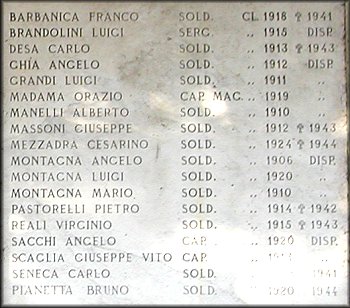 BARBANICA FRANCO SOLD. CL. 1918 ✞ 1941
BRANDOLINI LUIGI SERG. ,, 1915 DISP.
DESA CARLO SOLD. ,, 1913 ✞ 1943
GHÍA ANGELO SOLD. ,, 1912 DISP.
GRANDI LUIGI SOLD. ,, 1911 ,,
MADAMA ORAZIO CAP. MAG. ,, 1919 ,,
MANELLI ALBERTO SOLD. ,, 1910 ,,
MASSONI GIUSEPPE SOLD. ,, 1912 ✞ 1943
MEZZADRA CESARINO SOLD. ,, 1924 ✞ 1944
MONTAGNA ANGELO SOLD. ,, 1906 DISP.
MONTAGNA LUIGI SOLD. ,, 1920 ,,
MONTAGNA MARIO SOLD. ,, 1910 ,,
PASTORELLI PIETRO SOLD. ,, 1914 ✞ 1942
REALI VIRGINIO SOLD. ,, 1915 ✞ 1943
SACCHI ANGELO CAP. ,, 1920 DISP.
SCAGLIA GIUSEPPE VITO CAP. ,, ,,
SENECA CARLO SOLD. 1941
PIANETTA BRUNO SOLD. ,, 1920 1944